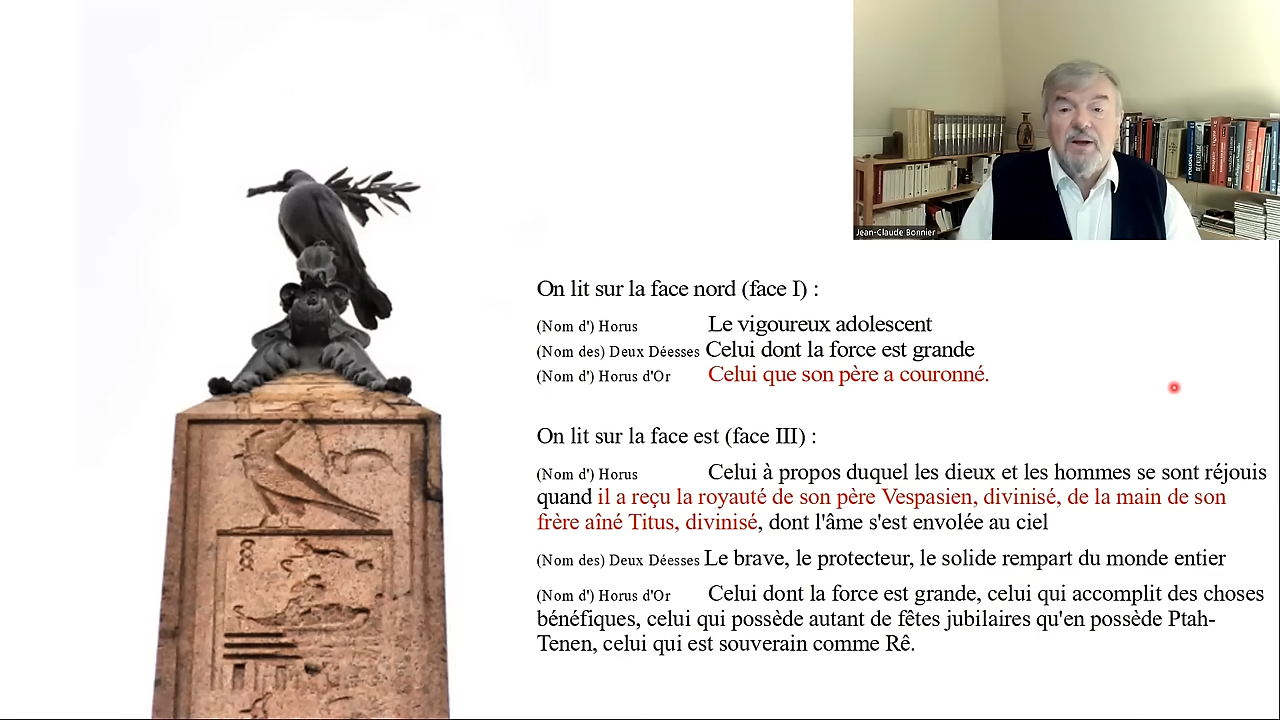 Jean-Claude Bonnier
On lit sur la face nord (face I) :
(Nom d') Horus Le vigoureux adolescent
(Nom des) Deux Déesses Celui dont la force est grande
(Nom d') Horus d'Or Celui que son père a couronné.
On lit sur la face est (face III) :
(Nom d') Horus Celui à propos duquel les dieux et les hommes se sont réjouis
quand il a reçu la royauté de son père Vespasien, divinisé, de la main de son
frère aîné Titus, divinisé, dont l'âme s'est envolée au ciel
(Nom des) Deux Déesses Le brave, le protecteur, le solide rempart du monde entier
(Nom d') Horus d'Or Celui dont la force est grande, celui qui accomplit des choses
bénéfiques, celui qui possède autant de fêtes jubilaires qu'en possède Ptah-
Tenen, celui qui est souverain comme Rê.